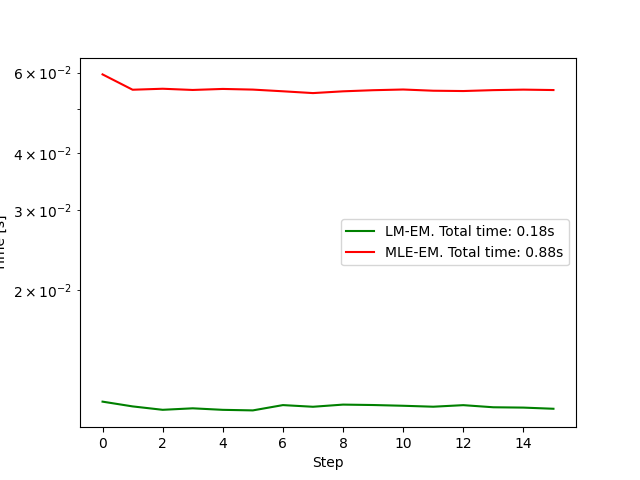 6 × 10⁻²
4 × 10⁻²
3 × 10⁻²
2 × 10⁻²
Time [s]
LM-EM. Total time: 0.18s
MLE-EM. Total time: 0.88s
0 2 4 6 8 10 12 14
Step